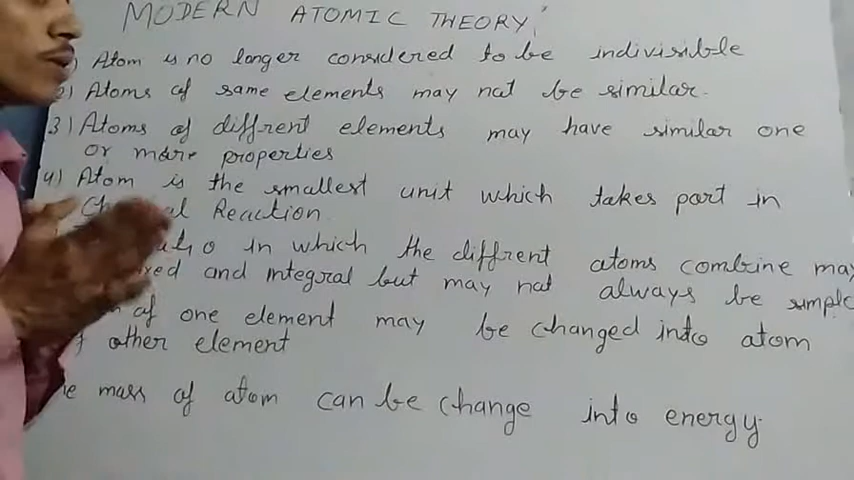 MODERN ATOMIC THEORY:
1) Atom is no longer considered to be indivisible
2) Atoms of same elements may nat be similar.
3) Atoms of diffrent elements may have similar one
or more properties
4) Atom is the smallest unit which takes part in
Reaction.
in which the diffrent atoms combine may
and integral but may nat always be simple
of one element may be changed into atom
other element
mass of atom can be change into energy.